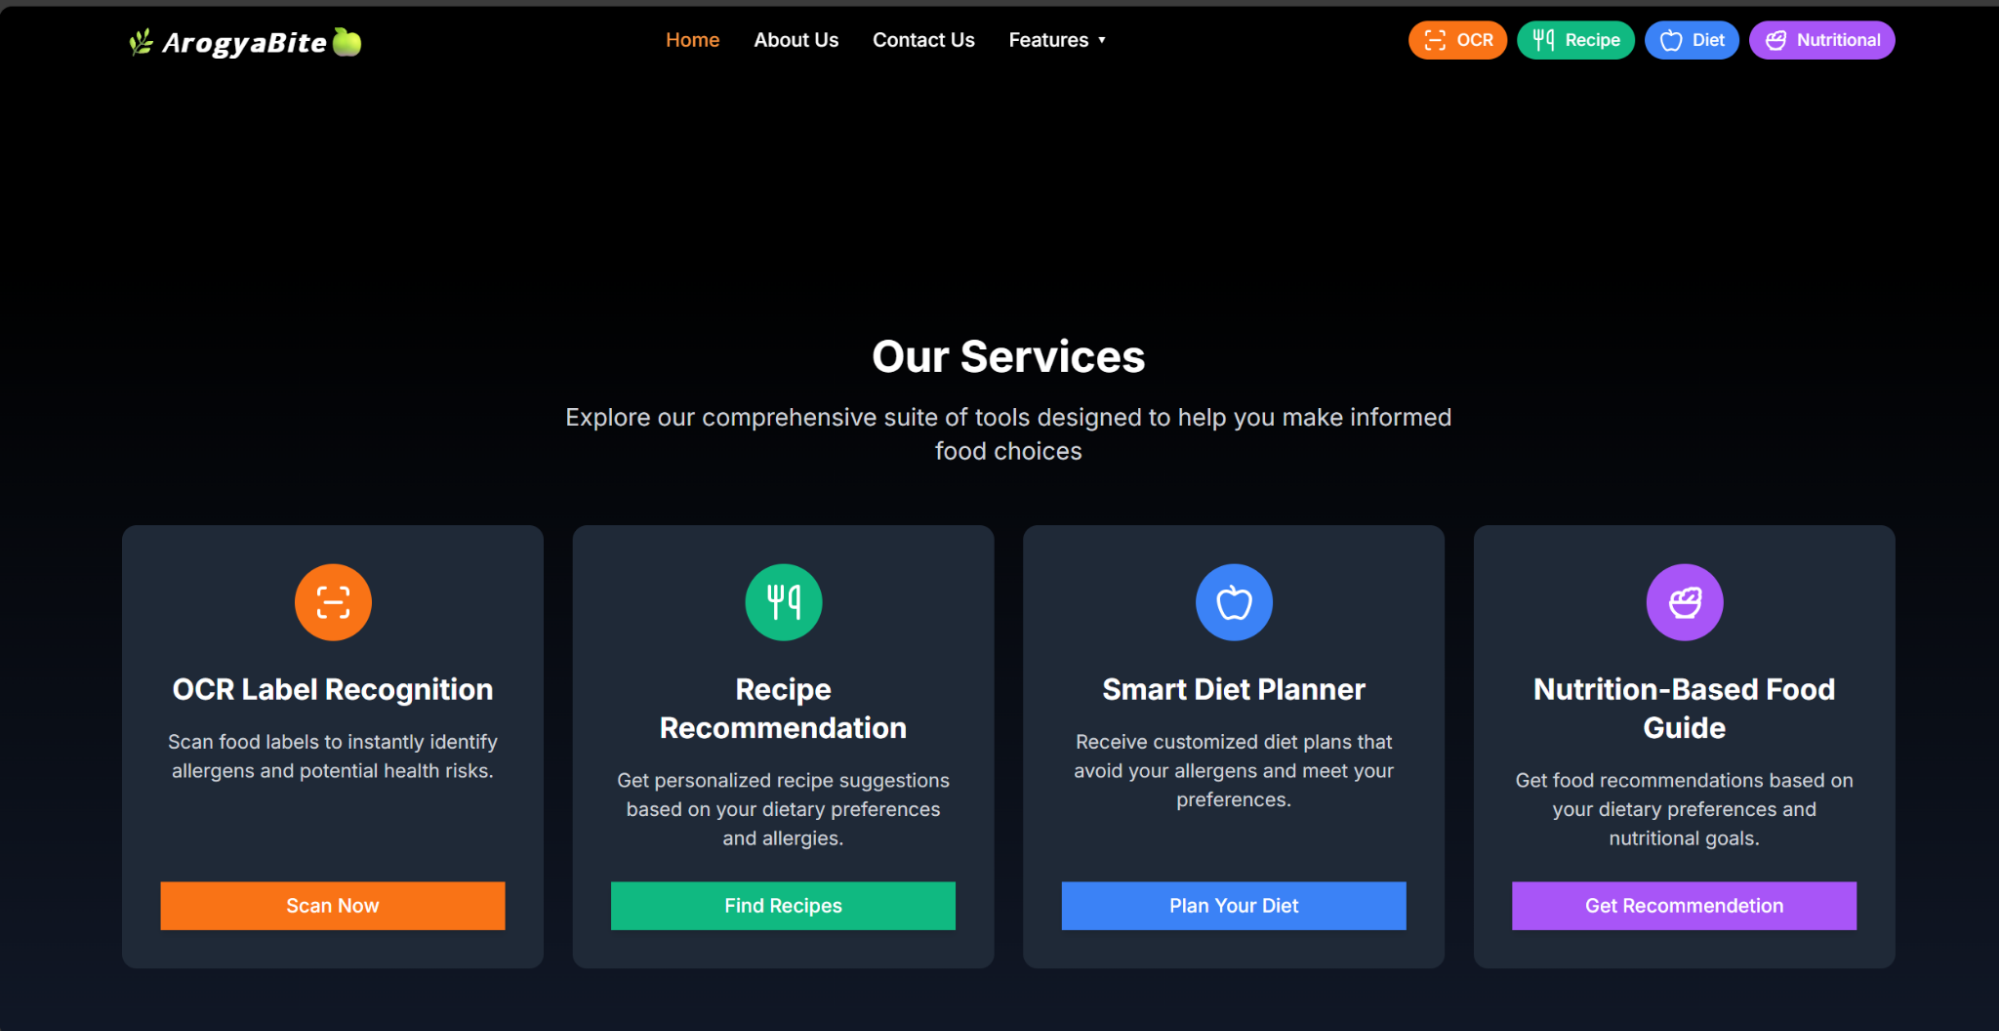 ArogyaBite
Home About Us Contact Us Features
OCR Recipe Diet Nutritional
Our Services
Explore our comprehensive suite of tools designed to help you make informed
food choices
OCR Label Recognition
Scan food labels to instantly identify
allergens and potential health risks.
Scan Now
Recipe
Recommendation
Get personalized recipe suggestions
based on your dietary preferences
and allergies.
Find Recipes
Smart Diet Planner
Receive customized diet plans that
avoid your allergens and meet your
preferences.
Plan Your Diet
Nutrition-Based Food
Guide
Get food recommendations based on
your dietary preferences and
nutritional goals.
Get Recommendetion